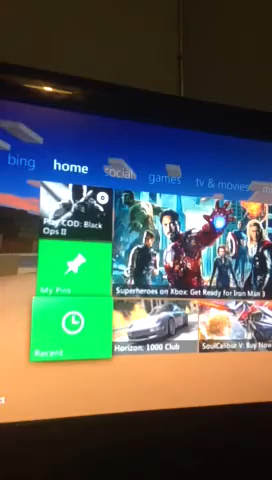 bing home social games tv & movies
Play COD: Black
Ops II
My Pins
Superheroes on Xbox: Get Ready for Iron Man 3
Recent
Horizon: 1000 Club
SoulCalibur V: Buy Now